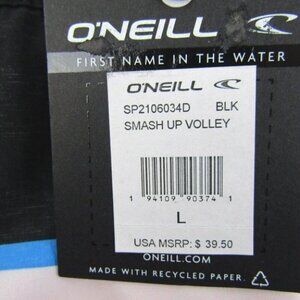 O'NEILL
FIRST NAME IN THE WATER
O'NEILL
SP2106034D BLK
SMASH UP VOLLEY
1 94109 90374 1
L
USA MSRP: $ 39.50
ONEILL.COM
MADE WITH RECYCLED PAPER.